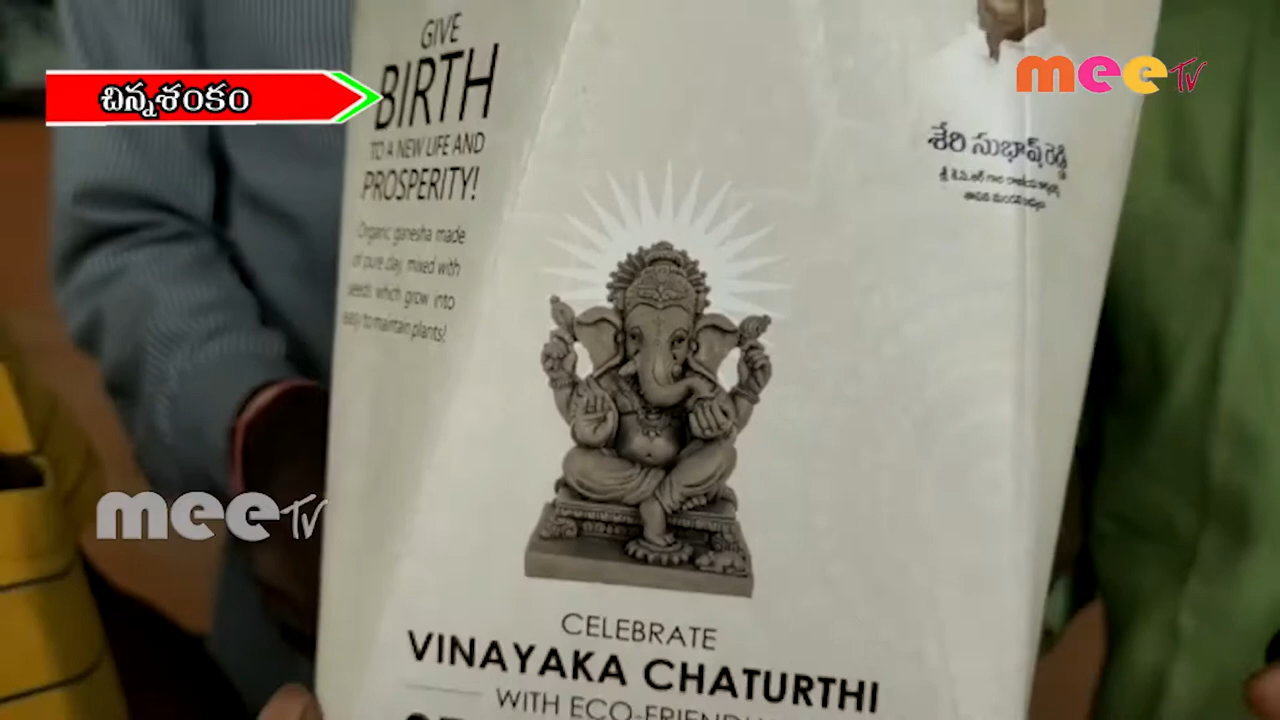 చిన్నశంకం
mee TV
GIVE
BIRTH
TO A NEW LIFE AND
PROSPERITY!
Organic ganesha made
of pure clay, mixed with
seeds which grow into
easy to maintain plants!
శేరి సుభాష్ రెడ్డి
mee TV
CELEBRATE
VINAYAKA CHATURTHI
WITH ECO-FRIENDLY